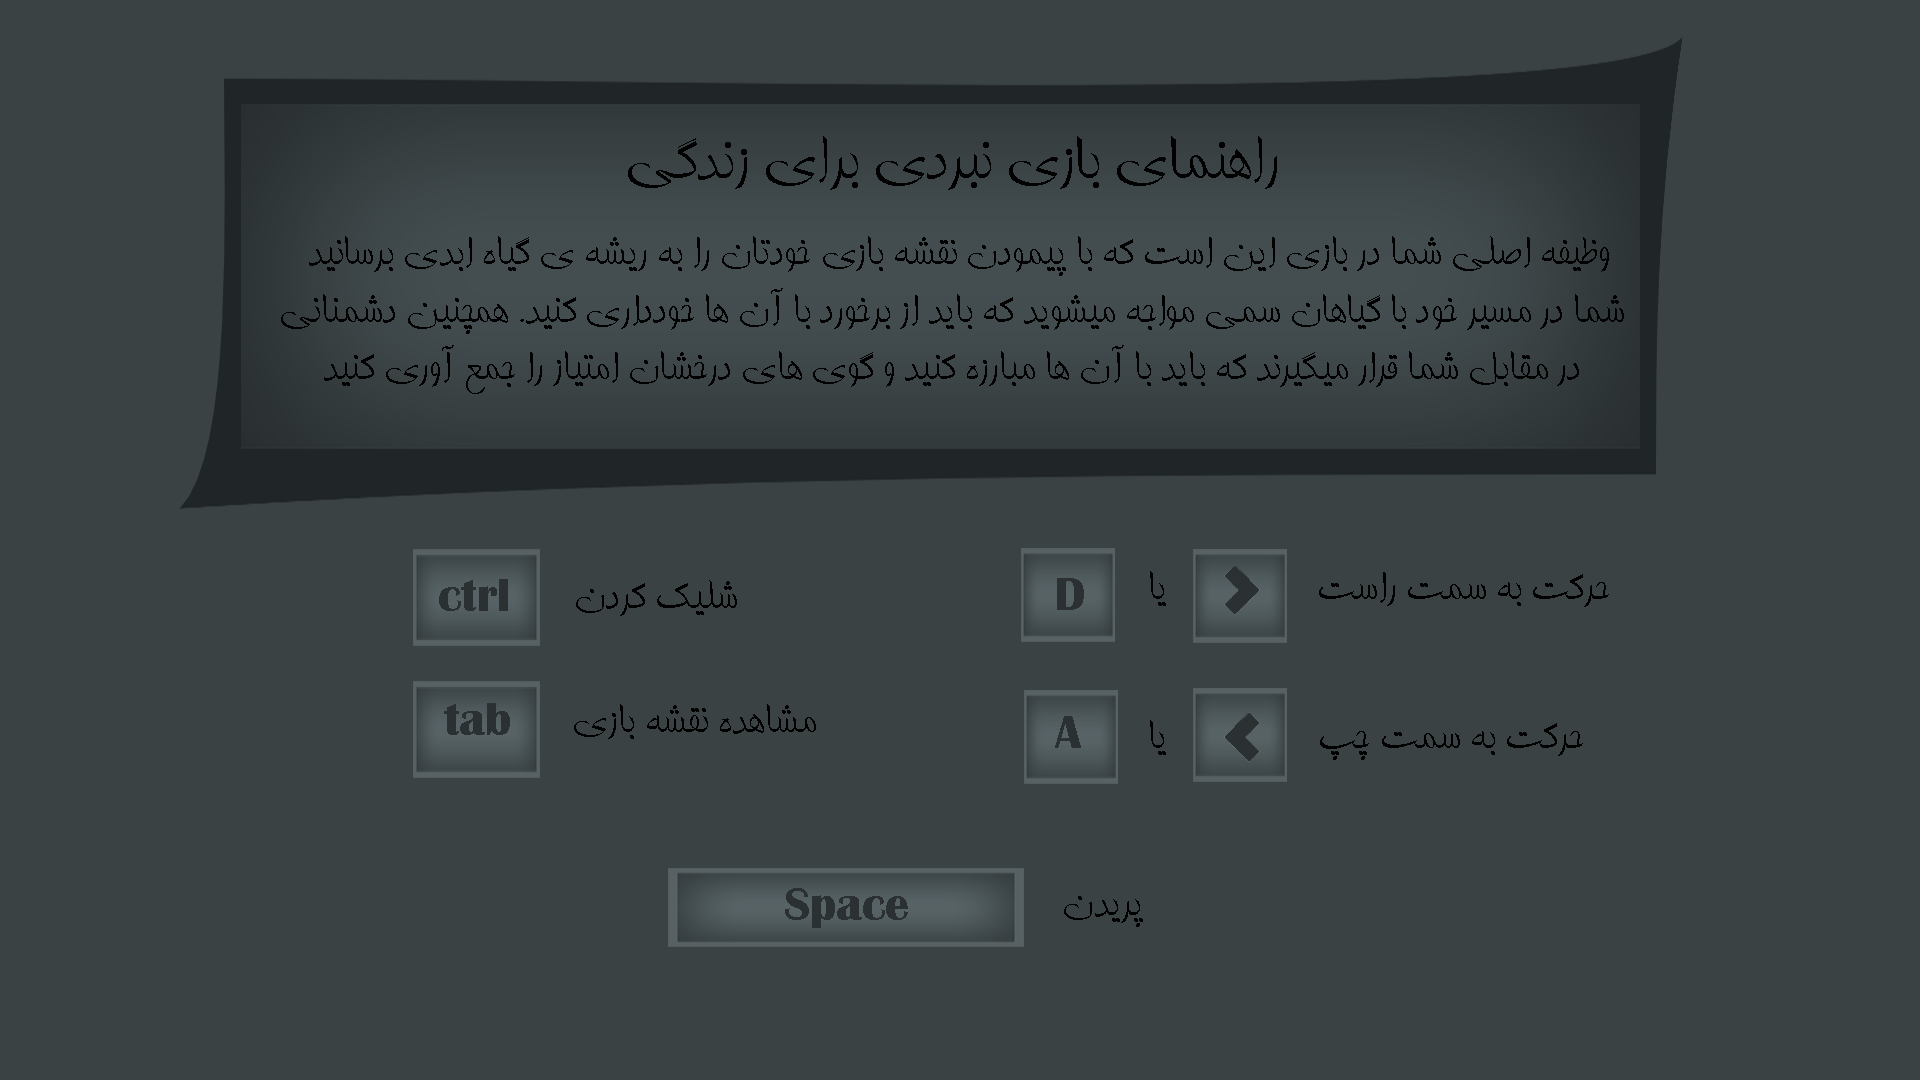 راهنمای بازی نبردی برای زندگی
وظیفه اصلی شما در بازی این است که با پیمودن نقشه بازی خودتان را به ریشه ی گیاه ابدی برسانید
شما در مسیر خود با گیاهان سمی مواجه میشوید که باید از برخورد با آن ها خودداری کنید. همچنین دشمنانی
در مقابل شما قرار میگیرند که باید با آن ها مبارزه کنید و گوی های درخشان امتیاز را جمع آوری کنید
حرکت به سمت راست > یا D
شلیک کردن ctrl
حرکت به سمت چپ < یا A
مشاهده نقشه بازی tab
پریدن Space